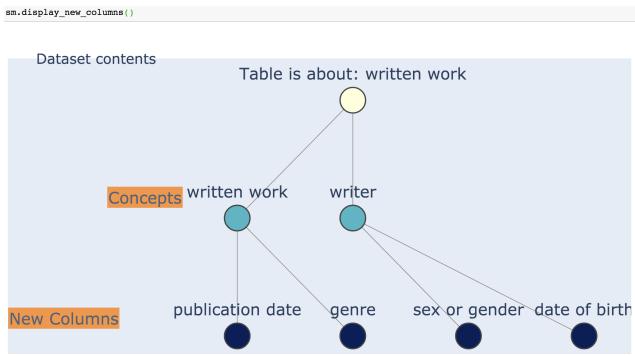 sm.display_new_columns()
Dataset contents
Table is about: written work
Concepts
written work
writer
New Columns
publication date
genre
sex or gender
date of birth